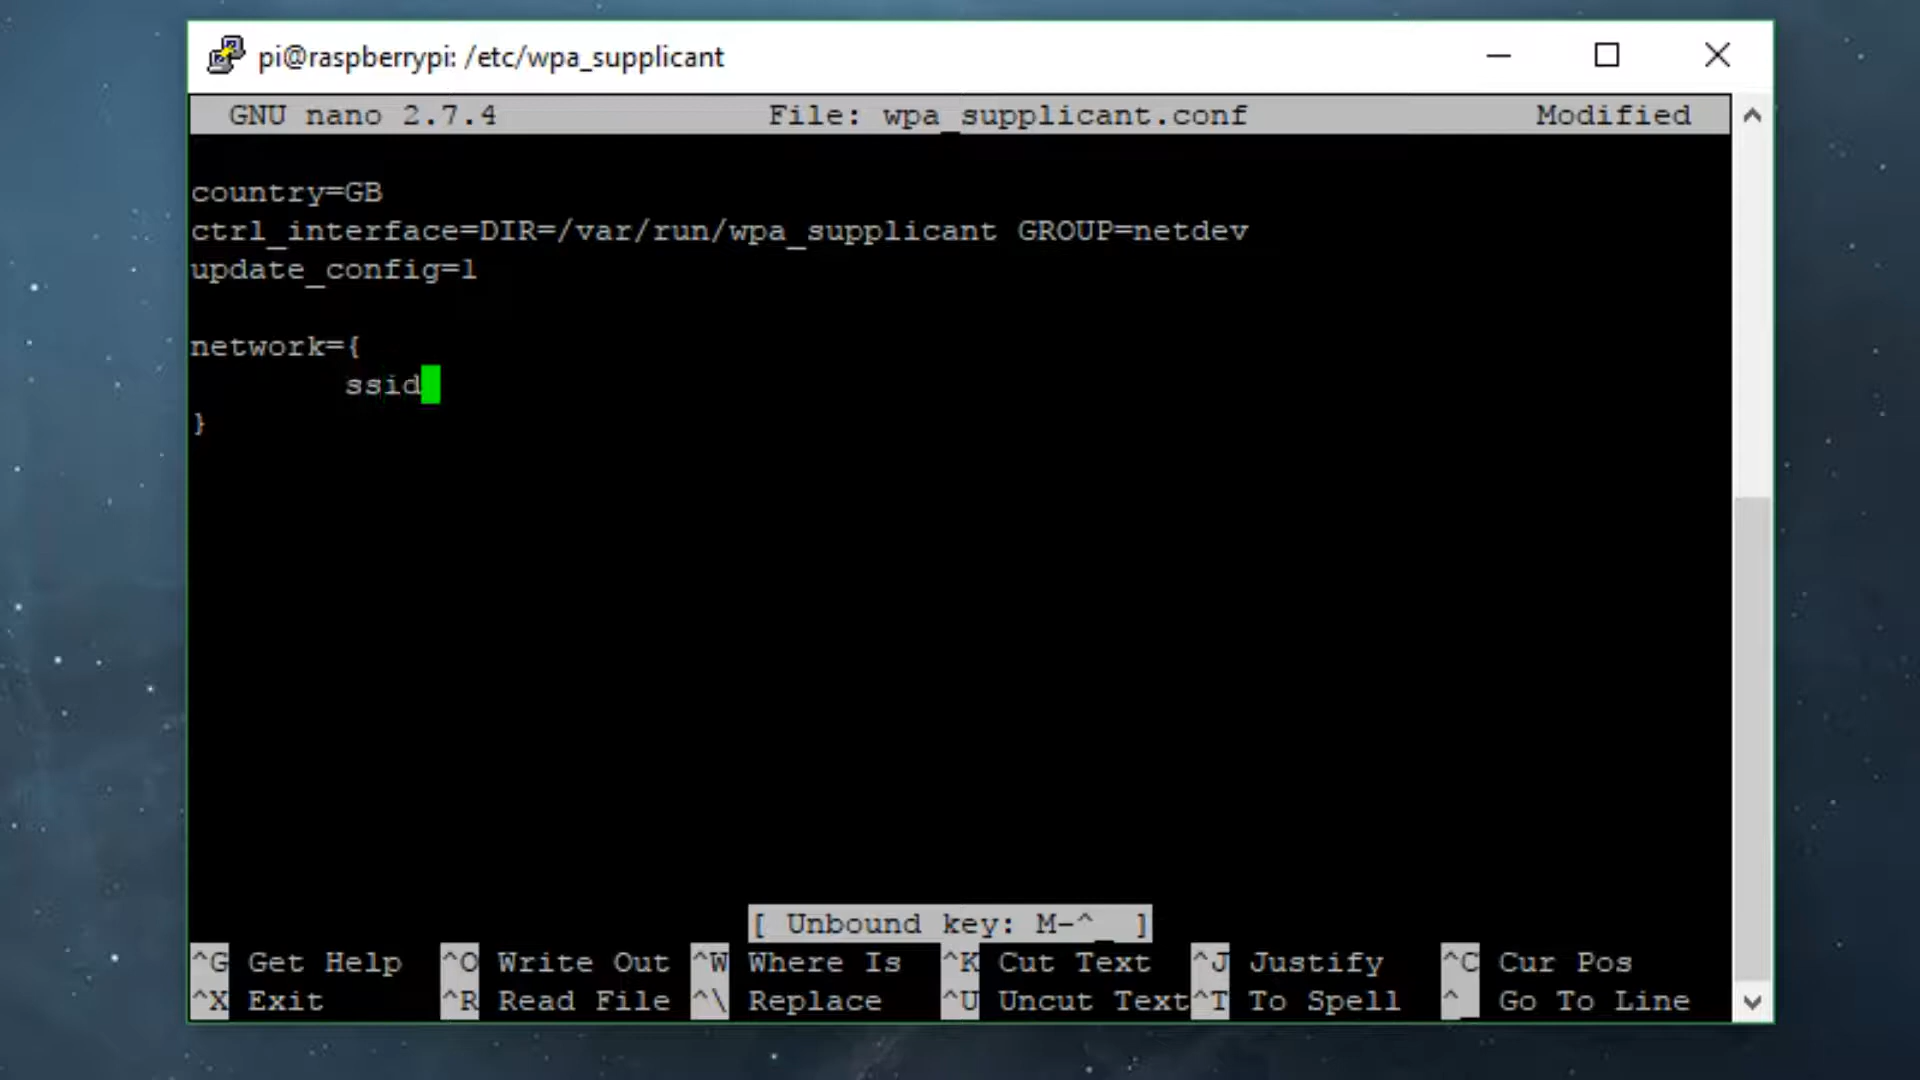 pi@raspberrypi: /etc/wpa_supplicant
GNU nano 2.7.4 File: wpa_supplicant.conf Modified
country=GB
ctrl_interface=DIR=/var/run/wpa_supplicant GROUP=netdev
update_config=1
network={
ssid
}
[ Unbound key: M-^_ ]
^G Get Help ^O Write Out ^W Where Is ^K Cut Text ^J Justify ^C Cur Pos
^X Exit ^R Read File ^\ Replace ^U Uncut Text ^T To Spell ^_ Go To Line